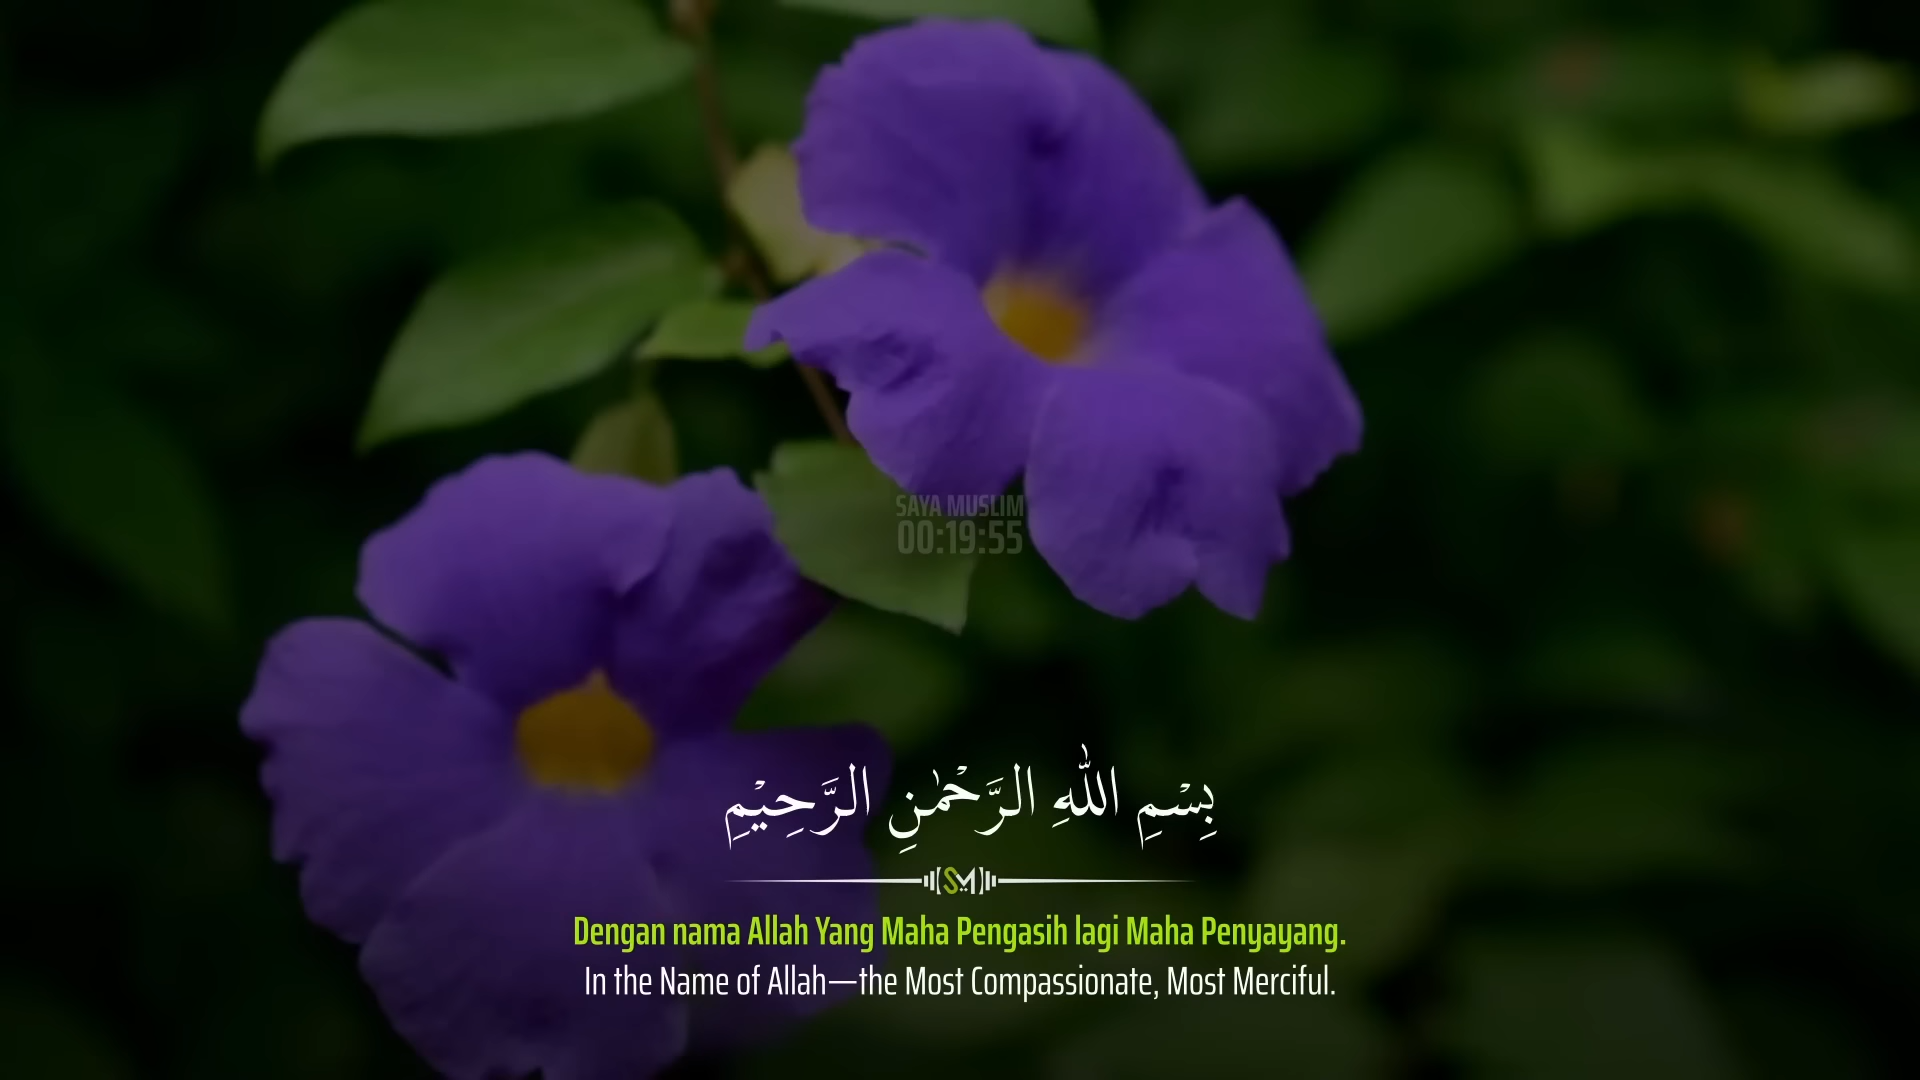 SAYA MUSLIM
00:19:55
بِسْمِ اللّٰهِ الرَّحْمٰنِ الرَّحِيْمِ
SM
Dengan nama Allah Yang Maha Pengasih lagi Maha Penyayang.
In the Name of Allah—the Most Compassionate, Most Merciful.